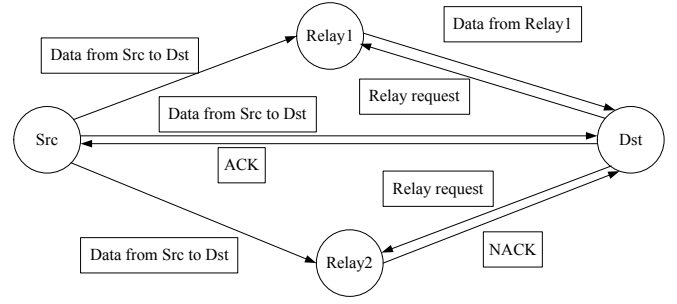 Relay1
Data from Relay1
Data from Src to Dst
Relay request
Data from Src to Dst
Src
Dst
ACK
Relay request
Data from Src to Dst
NACK
Relay2